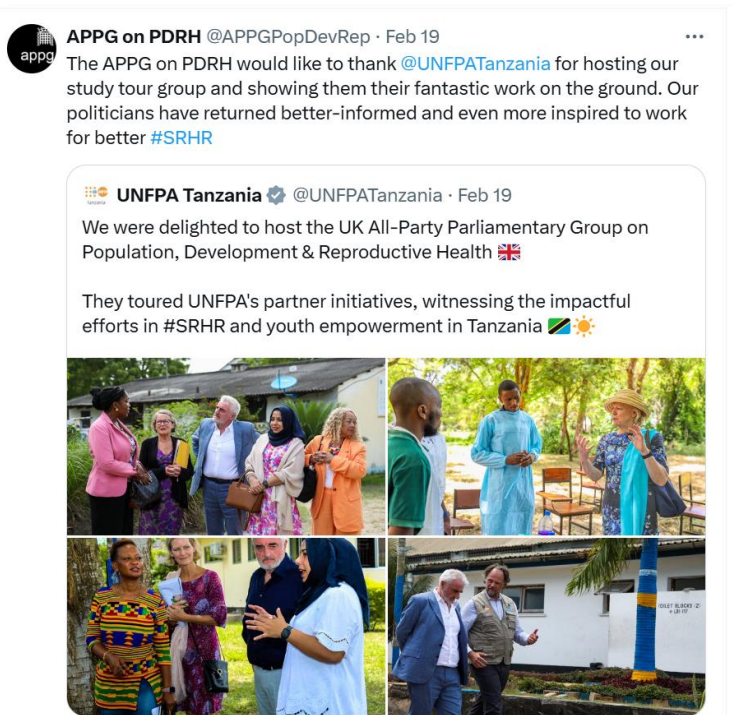 appg
APPG on PDRH @APPGPopDevRep · Feb 19
The APPG on PDRH would like to thank @UNFPATanzania for hosting our
study tour group and showing them their fantastic work on the ground. Our
politicians have returned better-informed and even more inspired to work
for better #SRHR
UNFPA Tanzania @UNFPATanzania · Feb 19
We were delighted to host the UK All-Party Parliamentary Group on
Population, Development & Reproductive Health 🇬🇧
They toured UNFPA's partner initiatives, witnessing the impactful
efforts in #SRHR and youth empowerment in Tanzania 🇹🇿☀️
TOILET BLOCKS (2)